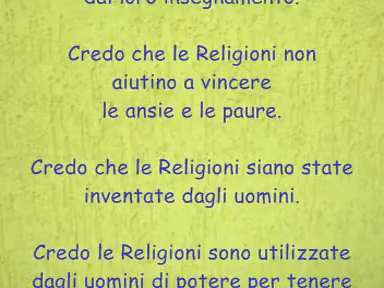 dal loro insegnamento.
Credo che le Religioni non
aiutino a vincere
le ansie e le paure.
Credo che le Religioni siano state
inventate dagli uomini.
Credo le Religioni sono utilizzate
dagli uomini di potere per tenere